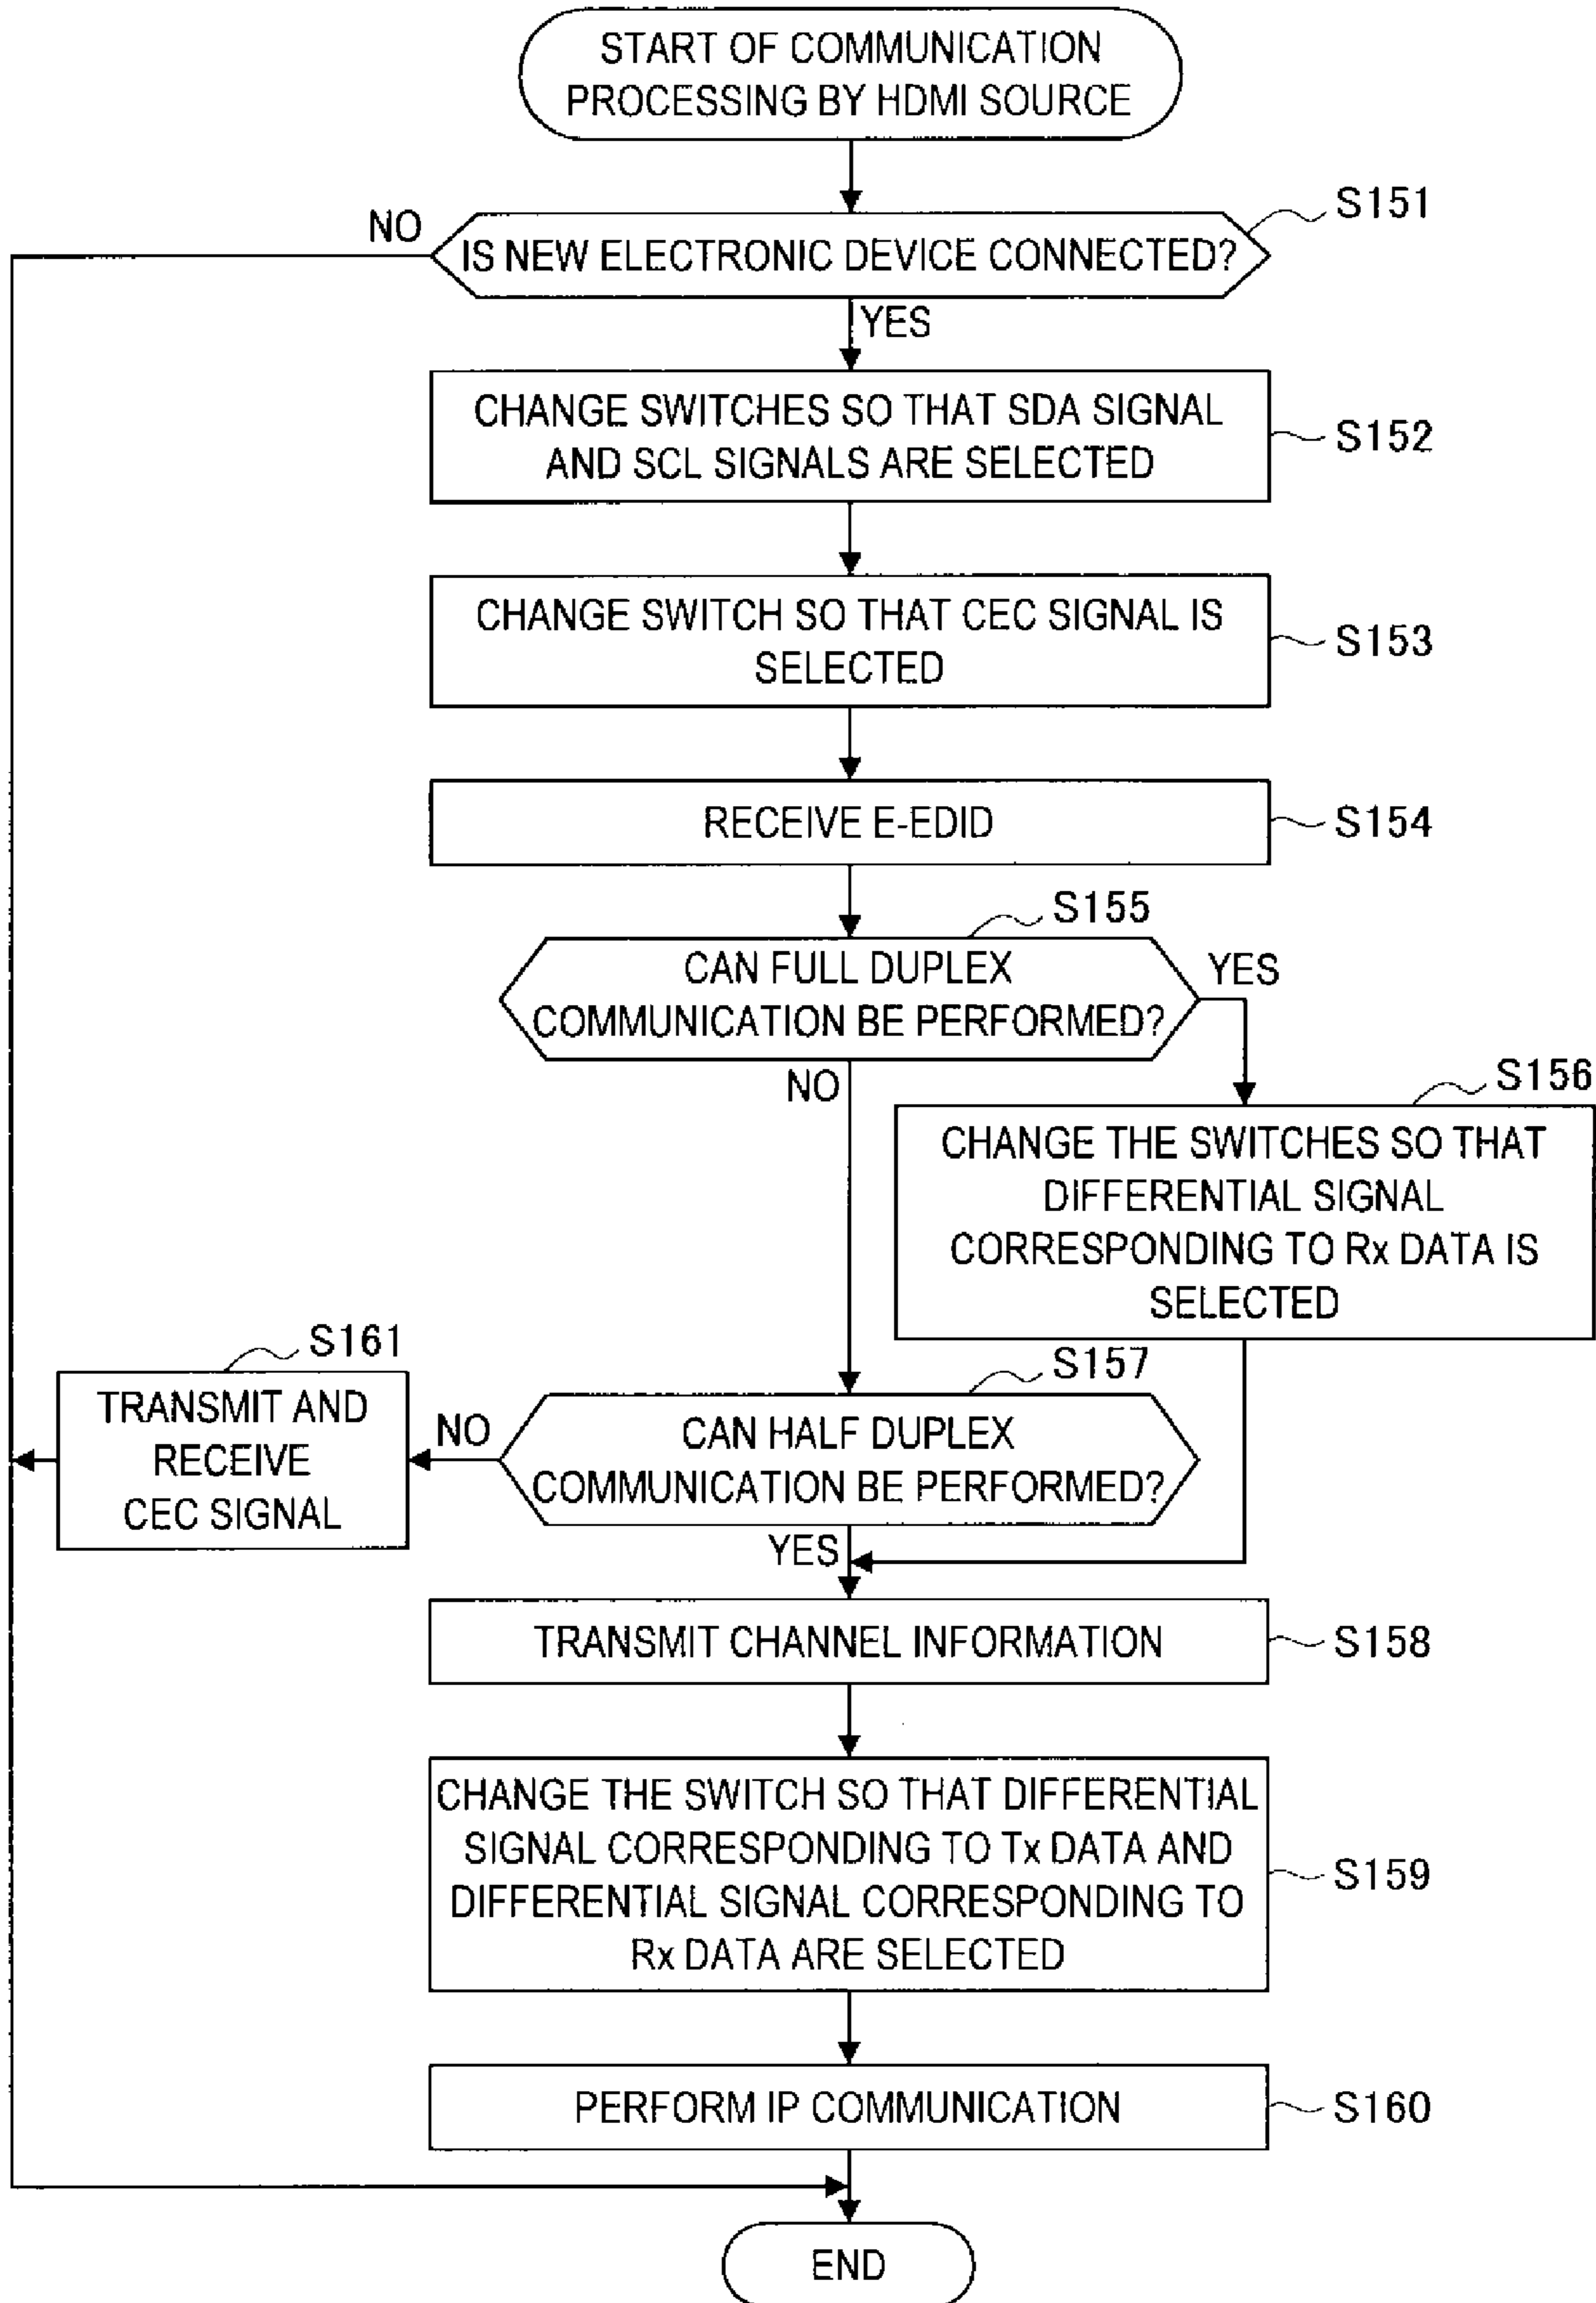 START OF COMMUNICATION
PROCESSING BY HDMI SOURCE
S151
NO
IS NEW ELECTRONIC DEVICE CONNECTED?
YES
CHANGE SWITCHES SO THAT SDA SIGNAL
AND SCL SIGNALS ARE SELECTED
S152
CHANGE SWITCH SO THAT CEC SIGNAL IS
SELECTED
S153
RECEIVE E-EDID
S154
S155
CAN FULL DUPLEX
COMMUNICATION BE PERFORMED?
YES
NO
S156
CHANGE THE SWITCHES SO THAT
DIFFERENTIAL SIGNAL
CORRESPONDING TO Rx DATA IS
SELECTED
S161
TRANSMIT AND
RECEIVE
CEC SIGNAL
NO
S157
CAN HALF DUPLEX
COMMUNICATION BE PERFORMED?
YES
TRANSMIT CHANNEL INFORMATION
S158
CHANGE THE SWITCH SO THAT DIFFERENTIAL
SIGNAL CORRESPONDING TO Tx DATA AND
DIFFERENTIAL SIGNAL CORRESPONDING TO
Rx DATA ARE SELECTED
S159
PERFORM IP COMMUNICATION
S160
END